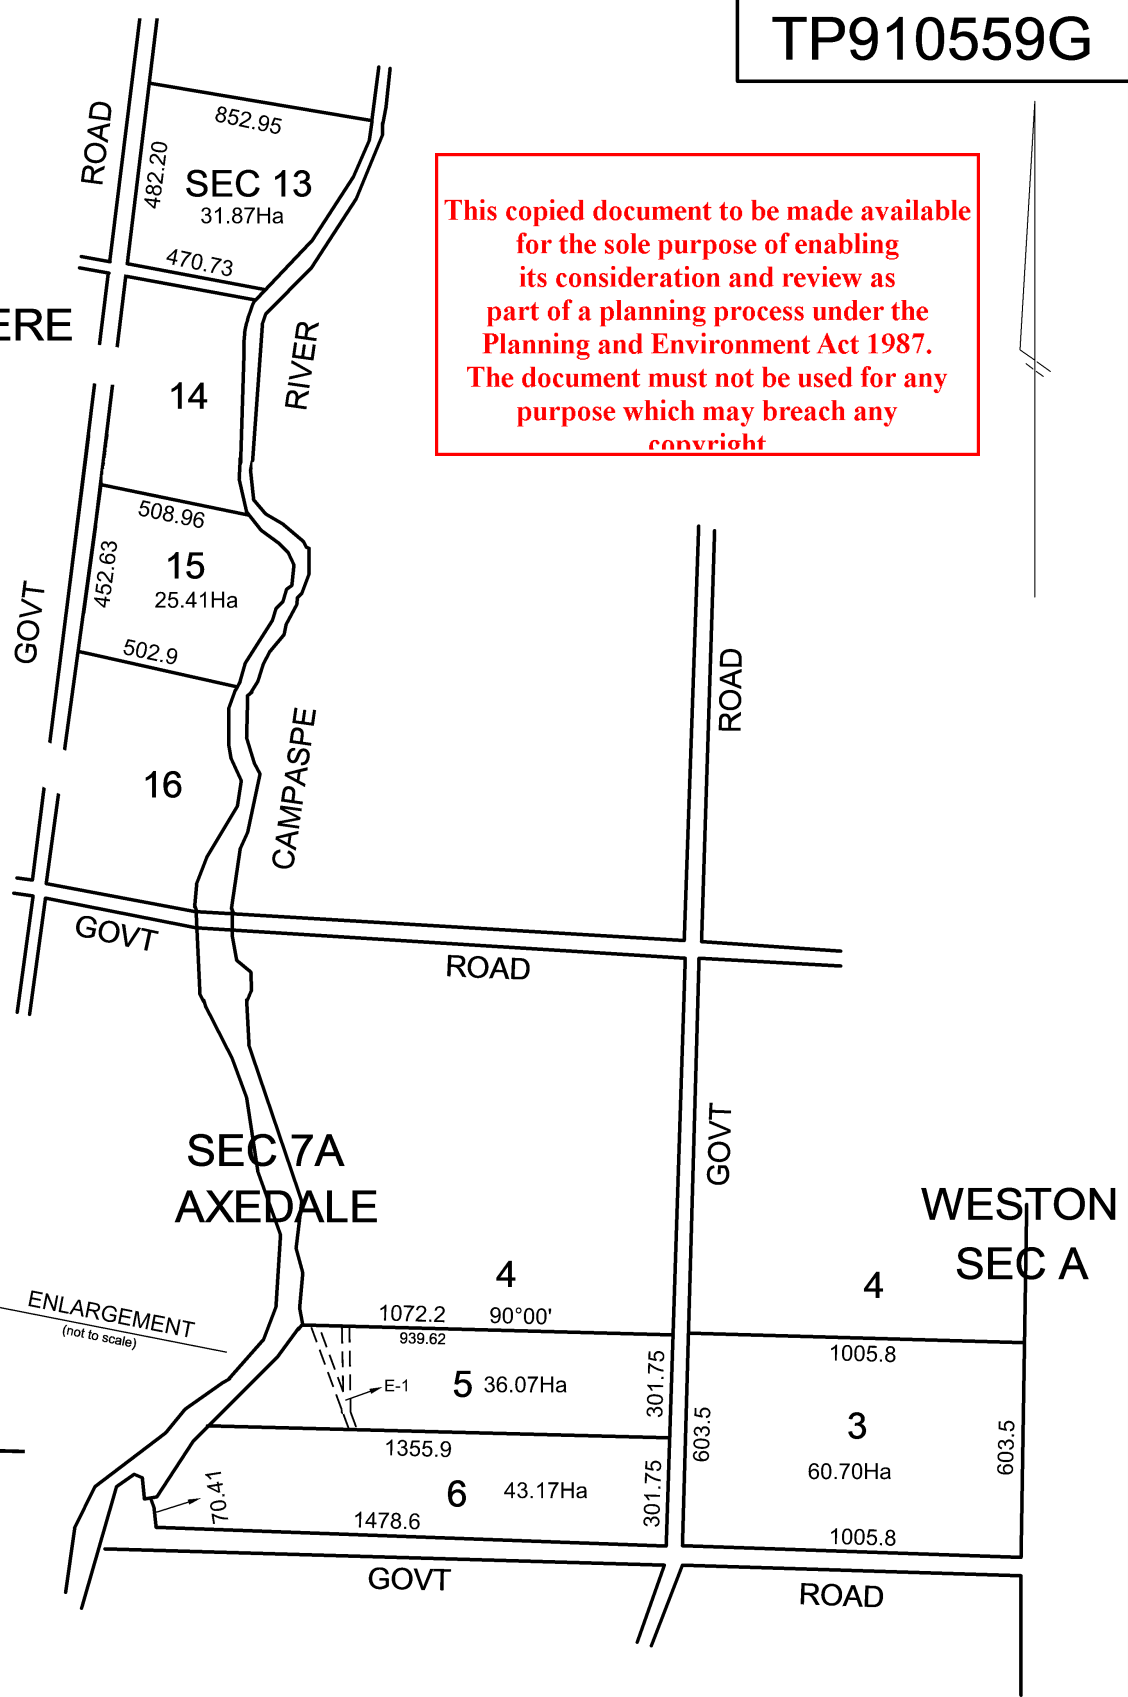 TP910559G
This copied document to be made available
for the sole purpose of enabling
its consideration and review as
part of a planning process under the
Planning and Environment Act 1987.
The document must not be used for any
purpose which may breach any
copyright
ROAD
852.95
482.20
SEC 13
31.87Ha
470.73
ERE
14
RIVER
508.96
15
452.63
25.41Ha
GOVT
502.9
ROAD
16
CAMPASPE
GOVT
ROAD
GOVT
SEC 7A
AXEDALE
WESTON
SEC A
4
4
ENLARGEMENT
(not to scale)
1072.2
90°00'
939.62
1005.8
E-1
5
36.07Ha
301.75
603.5
3
603.5
1355.9
60.70Ha
70.41
6
43.17Ha
301.75
1478.6
1005.8
GOVT
ROAD